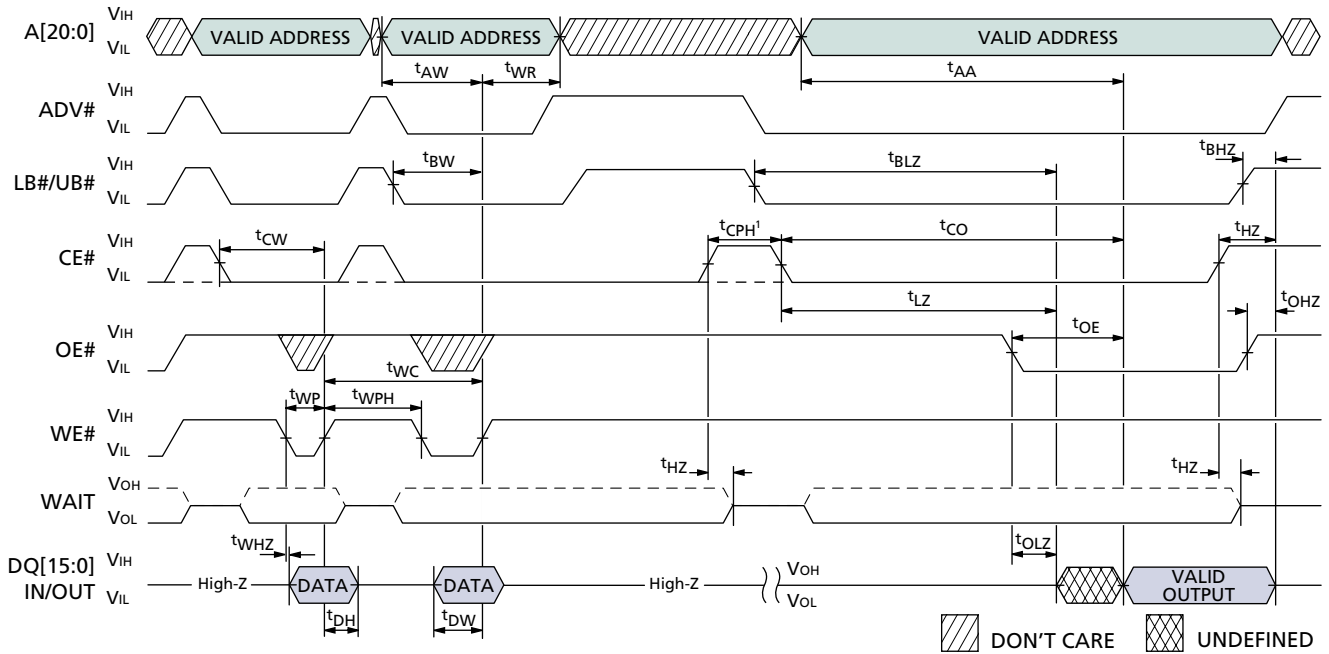 A[20:0] VIH VIL VALID ADDRESS VALID ADDRESS VALID ADDRESS
tAW tWR tAA
ADV# VIH VIL
tBW tBLZ tBHZ
LB#/UB# VIH VIL
tCW tCPH¹ tCO tHZ
CE# VIH VIL
tLZ tOHZ
OE# VIH VIL tOE
tWC
tWP tWPH
WE# VIH VIL
tHZ tHZ
WAIT VOH VOL
tWHZ tOLZ
DQ[15:0] IN/OUT VIH VIL High-Z DATA DATA High-Z VOH VOL VALID OUTPUT
tDH tDW
DON'T CARE UNDEFINED